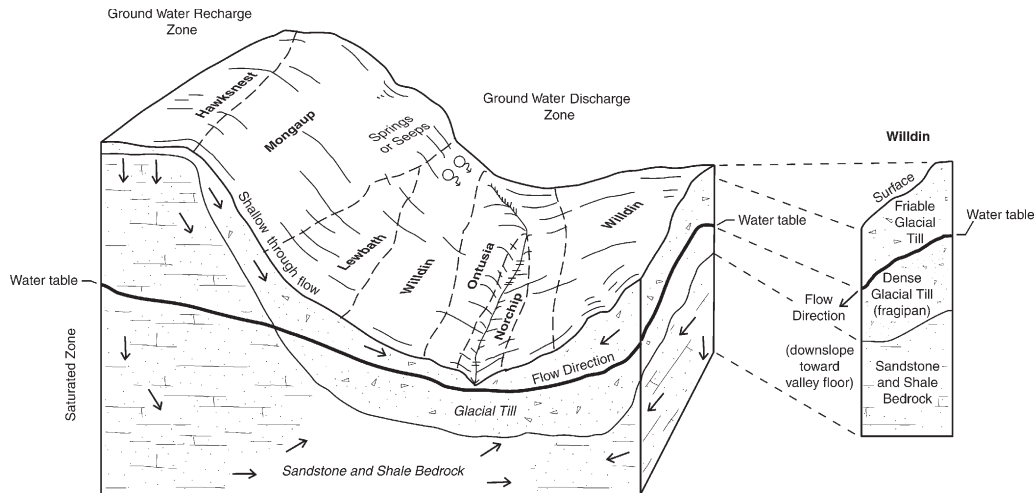 Ground Water Recharge
Zone
Ground Water Discharge
Zone
Hawksnest
Mongaup
Springs
or Seeps
Willdin
Willdin
Surface
Friable
Glacial
Till
Water table
Water table
Shallow through flow
Lewbath
Willdin
Ontusia
Norchip
Water table
Dense
Glacial Till
(fragipan)
Flow
Direction
(downslope
toward
valley floor)
Sandstone
and Shale
Bedrock
Saturated Zone
Flow Direction
Glacial Till
Sandstone and Shale Bedrock